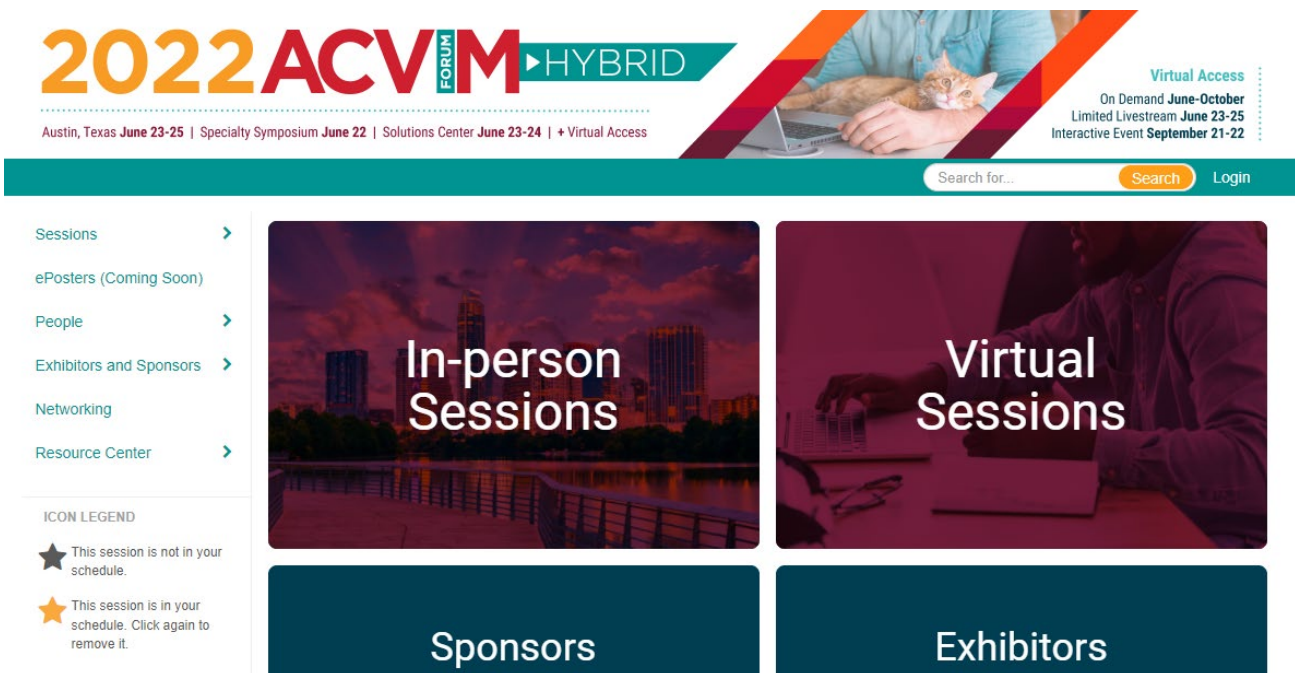 2022 ACVIM FORUM HYBRID
Austin, Texas June 23-25 | Specialty Symposium June 22 | Solutions Center June 23-24 | + Virtual Access
Virtual Access
On Demand June-October
Limited Livestream June 23-25
Interactive Event September 21-22
Search for...
Search
Login
Sessions
ePosters (Coming Soon)
People
Exhibitors and Sponsors
Networking
Resource Center
ICON LEGEND
This session is not in your
schedule.
This session is in your
schedule. Click again to
remove it.
In-person
Sessions
Virtual
Sessions
Sponsors
Exhibitors